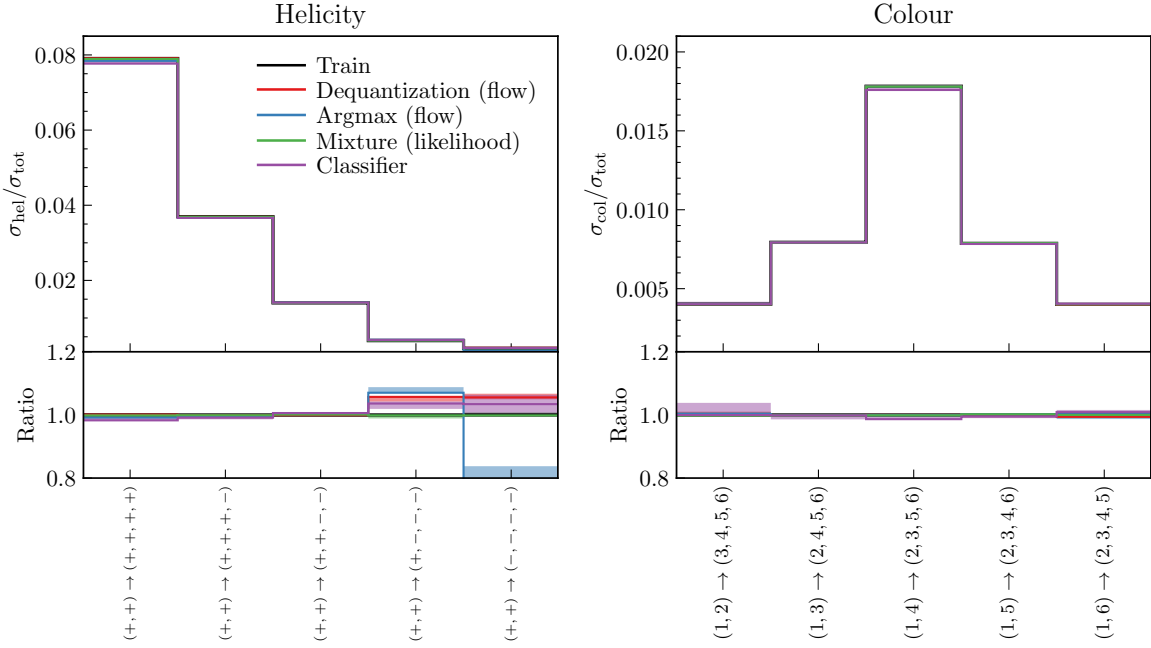 Helicity
σhel/σtot
0.08
0.06
0.04
0.02
Train
Dequantization (flow)
Argmax (flow)
Mixture (likelihood)
Classifier
Ratio
1.2
1.0
0.8
(+,+) → (+,+,+,+)
(+,+) → (+,+,+,−)
(+,+) → (+,+,−,−)
(+,+) → (+,−,−,−)
(+,+) → (−,−,−,−)
Colour
σcol/σtot
0.020
0.015
0.010
0.005
Ratio
1.2
1.0
0.8
(1, 2) → (3, 4, 5, 6)
(1, 3) → (2, 4, 5, 6)
(1, 4) → (2, 3, 5, 6)
(1, 5) → (2, 3, 4, 6)
(1, 6) → (2, 3, 4, 5)